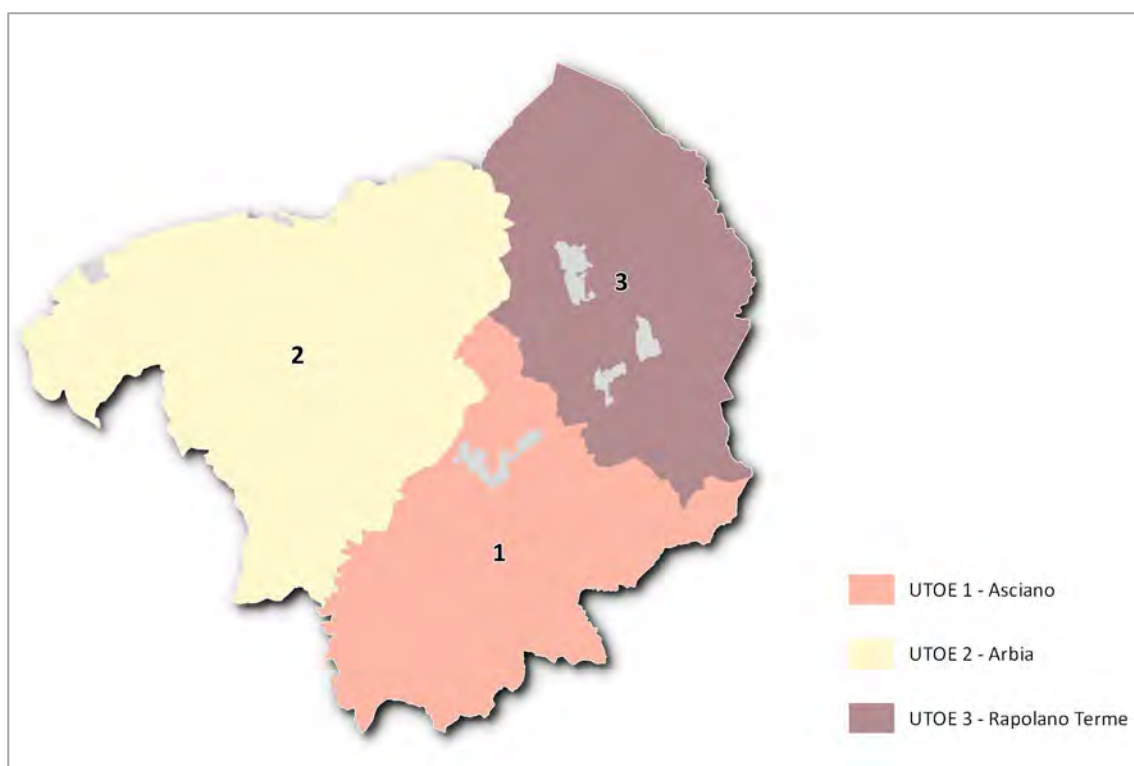 3
2
1
UTOE 1 - Asciano
UTOE 2 - Arbia
UTOE 3 - Rapolano Terme